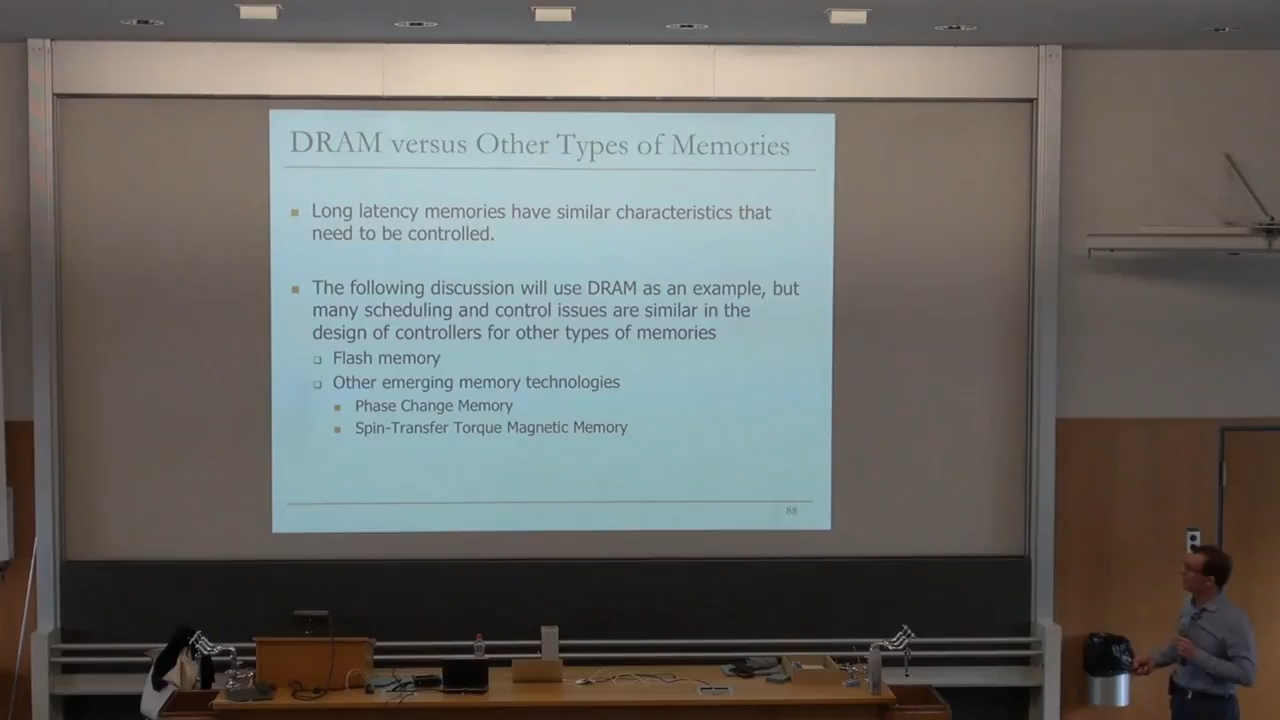 DRAM versus Other Types of Memories
Long latency memories have similar characteristics that
need to be controlled.
The following discussion will use DRAM as an example, but
many scheduling and control issues are similar in the
design of controllers for other types of memories
Flash memory
Other emerging memory technologies
Phase Change Memory
Spin-Transfer Torque Magnetic Memory
88